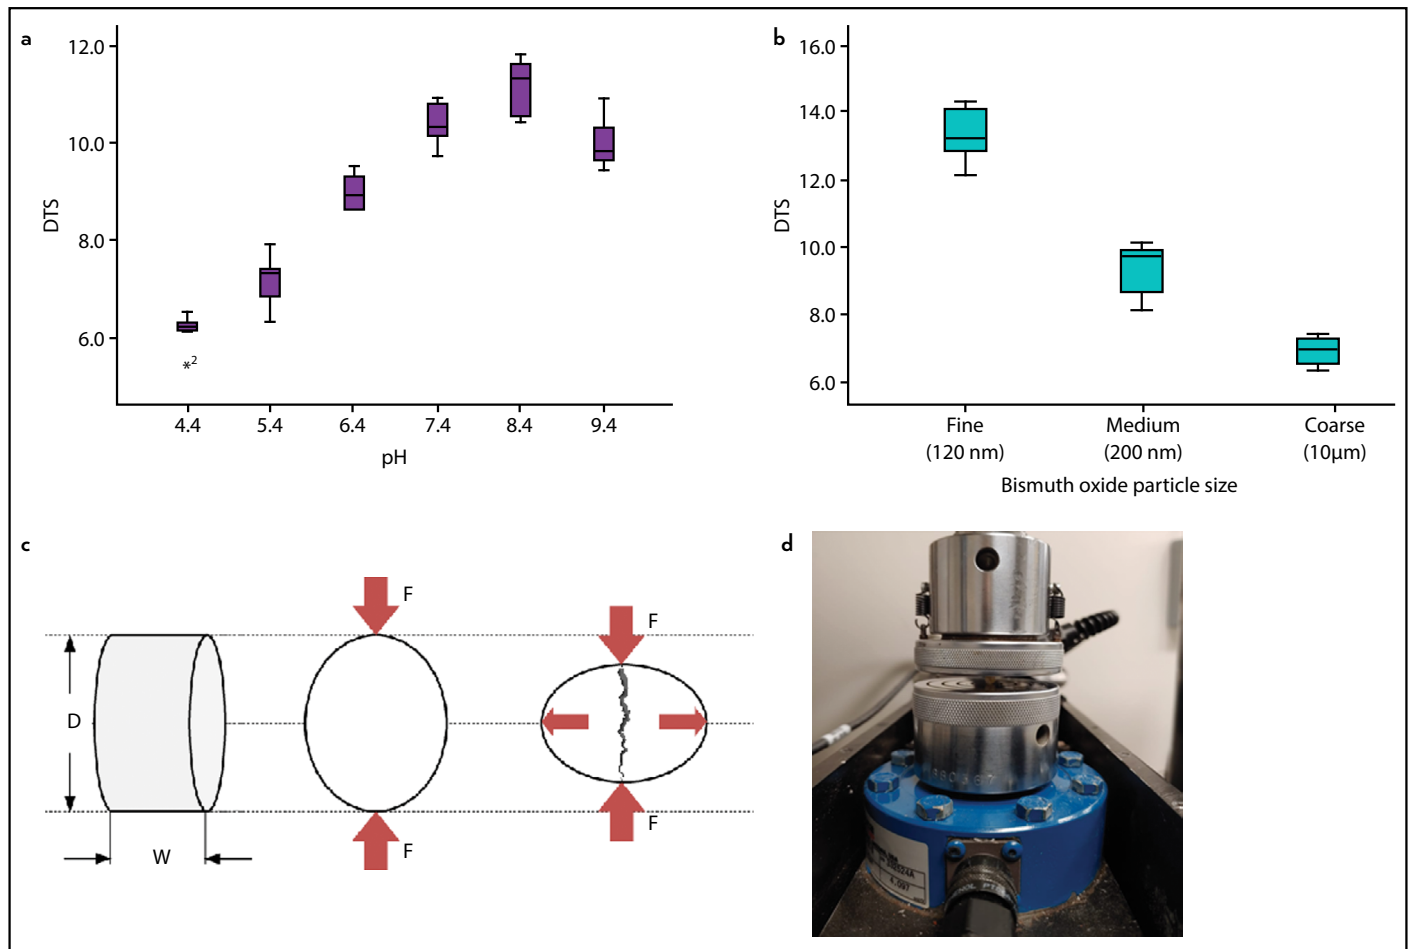 a
12.0
10.0
8.0
6.0
DTS
*²
4.4 5.4 6.4 7.4 8.4 9.4
pH
b
16.0
14.0
12.0
10.0
8.0
6.0
DTS
Fine Medium Coarse
(120 nm) (200 nm) (10µm)
Bismuth oxide particle size
c
D
W
F
F
F
F
d